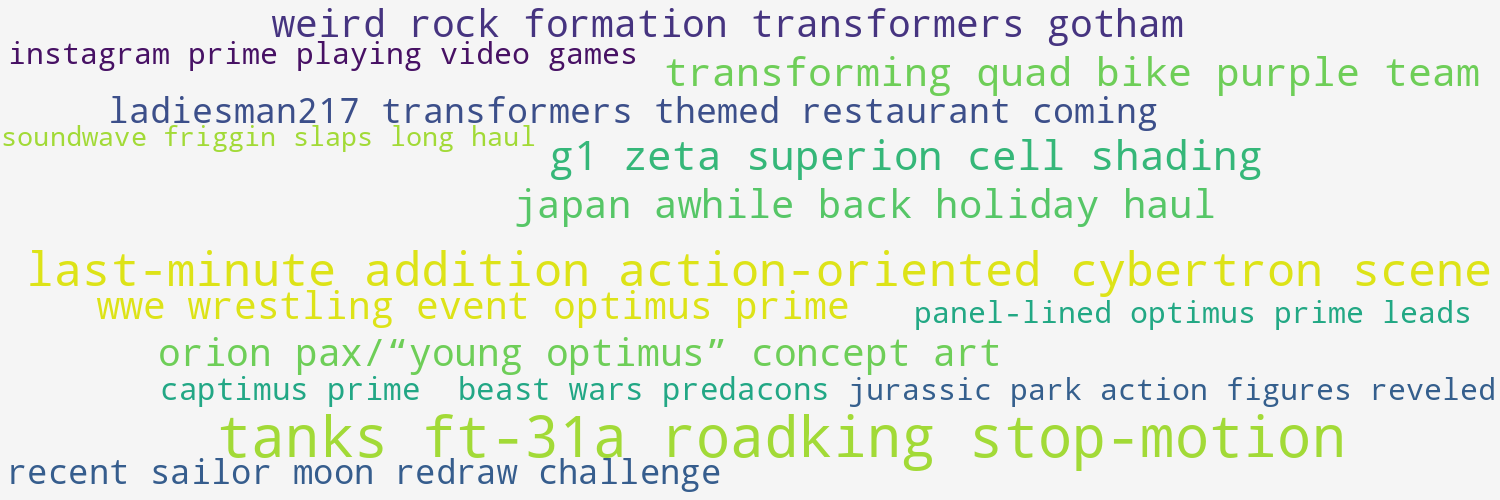 weird rock formation transformers gotham
instagram prime playing video games
transforming quad bike purple team
ladiesman217 transformers themed restaurant coming
soundwave friggin slaps long haul
g1 zeta superion cell shading
japan awhile back holiday haul
last-minute addition action-oriented cybertron scene
wwe wrestling event optimus prime
panel-lined optimus prime leads
orion pax/“young optimus” concept art
captimus prime
beast wars predacons
jurassic park action figures reveled
tanks ft-31a roadking stop-motion
recent sailor moon redraw challenge